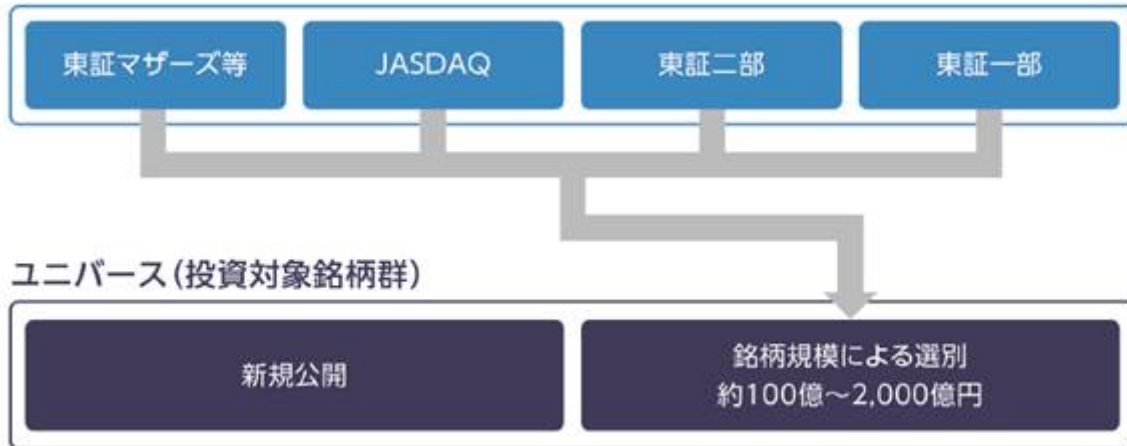 東証マザーズ等
JASDAQ
東証二部
東証一部
ユニバース(投資対象銘柄群)
新規公開
銘柄規模による選別
約100億～2,000億円